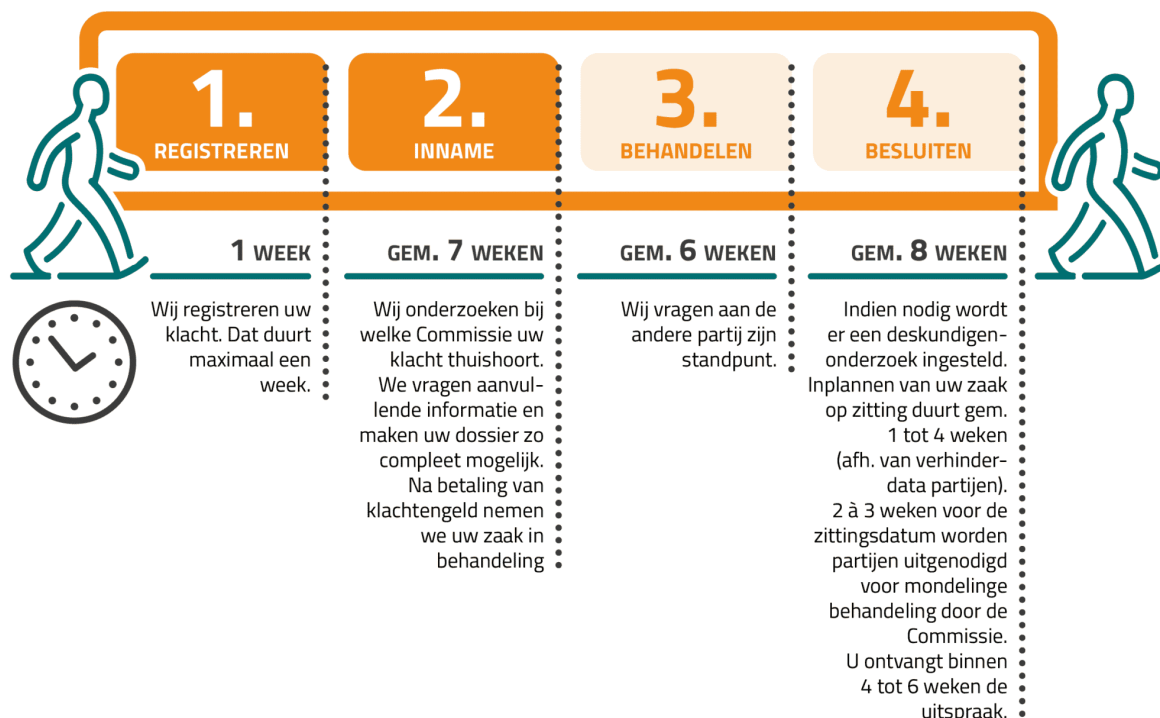 1.
REGISTREREN
1 WEEK
Wij registreren uw
klacht. Dat duurt
maximaal een
week.
2.
INNAME
GEM. 7 WEKEN
Wij onderzoeken bij
welke Commissie uw
klacht thuishoort.
We vragen aanvul-
lende informatie en
maken uw dossier zo
compleet mogelijk.
Na betaling van
klachtengeld nemen
we uw zaak in
behandeling
3.
BEHANDELEN
GEM. 6 WEKEN
Wij vragen aan de
andere partij zijn
standpunt.
4.
BESLUITEN
GEM. 8 WEKEN
Indien nodig wordt
er een deskundigen-
onderzoek ingesteld.
Inplannen van uw zaak
op zitting duurt gem.
1 tot 4 weken
(afh. van verhinder-
data partijen).
2 à 3 weken voor de
zittingsdatum worden
partijen uitgenodigd
voor mondelinge
behandeling door de
Commissie.
U ontvangt binnen
4 tot 6 weken de
uitspraak.